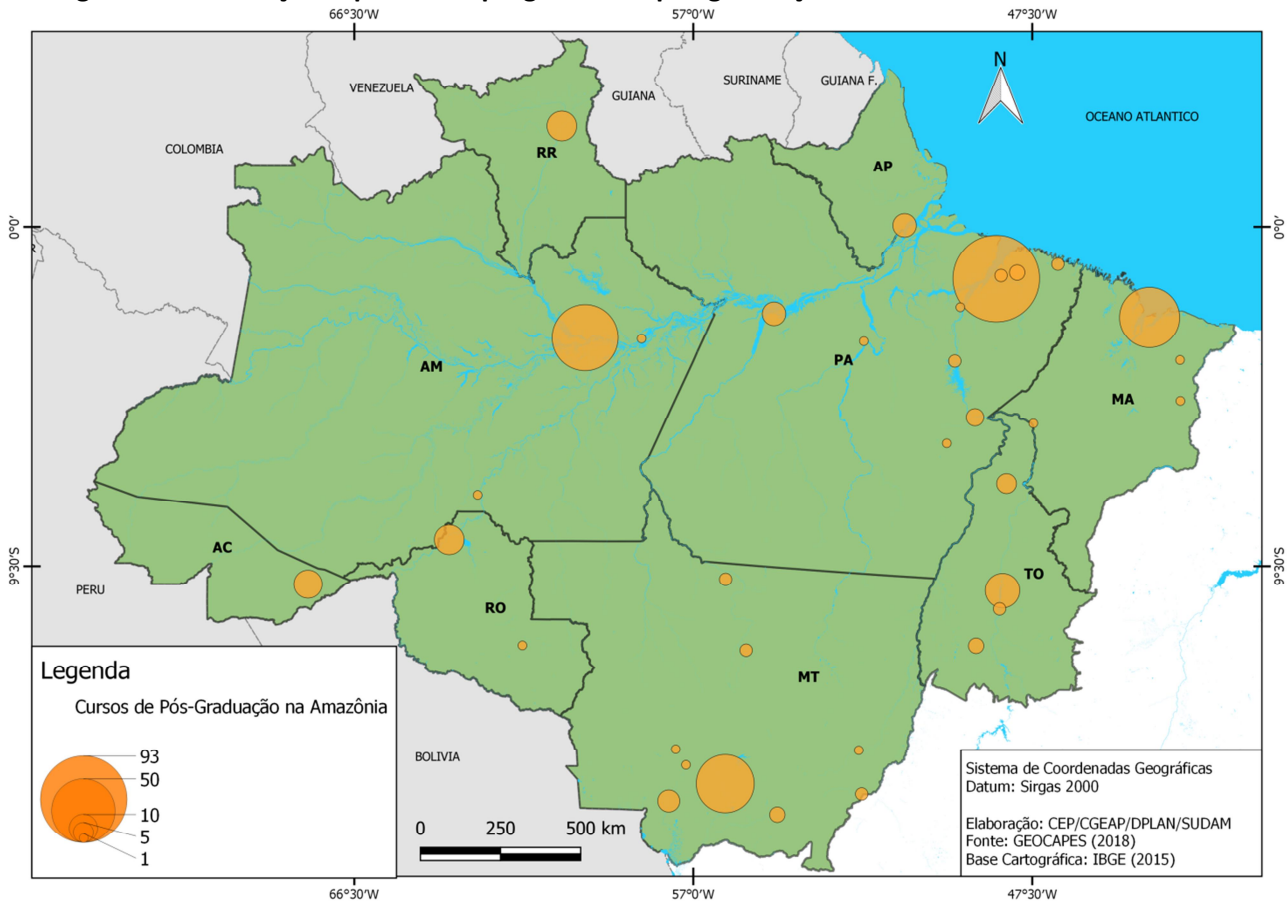 66°30'W 57°0'W 47°30'W
N
VENEZUELA
GUIANA
SURINAME
GUIANA F.
OCEANO ATLANTICO
COLOMBIA
RR
AP
0°0'
0°0'
AM
PA
MA
AC
RO
TO
MT
9°30'S
9°30'S
PERU
BOLIVIA
Legenda
Cursos de Pós-Graduação na Amazônia
93
50
10
5
1
0 250 500 km
Sistema de Coordenadas Geográficas
Datum: Sirgas 2000
Elaboração: CEP/CGEAP/DPLAN/SUDAM
Fonte: GEOCAPES (2018)
Base Cartográfica: IBGE (2015)
66°30'W 57°0'W 47°30'W